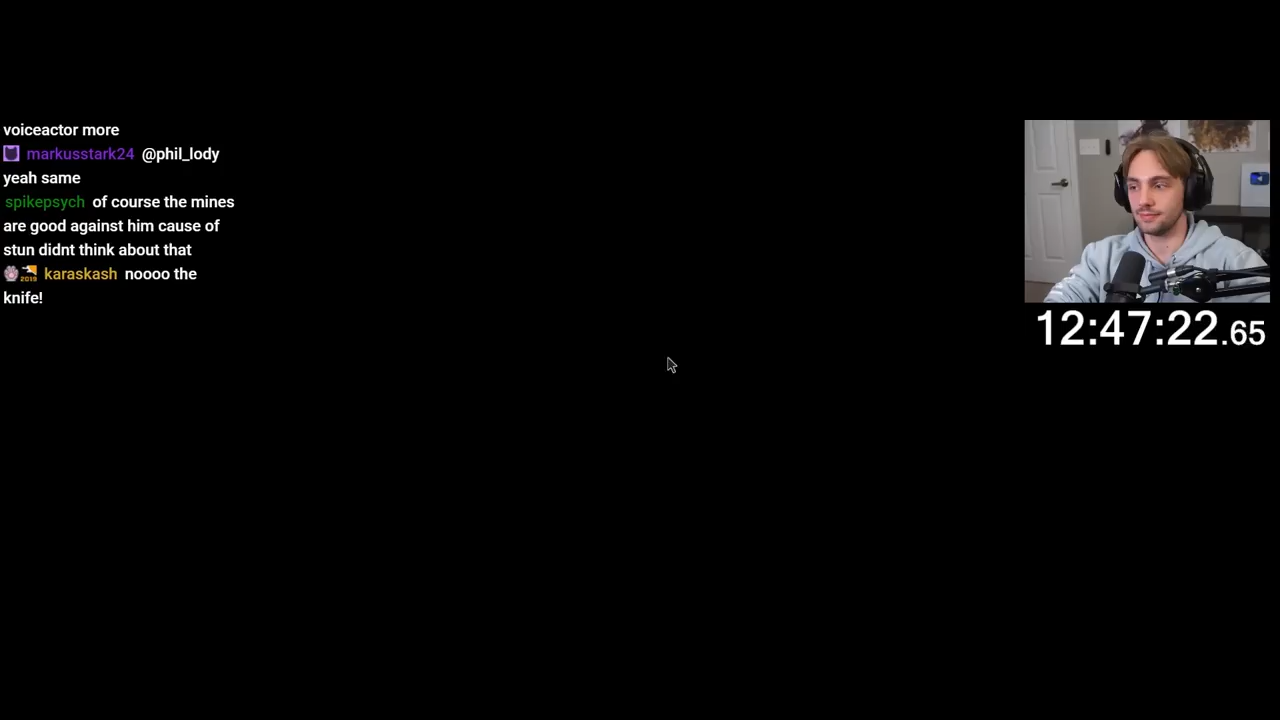 voiceactor more
markusstark24 @phil_lody
yeah same
spikepsych of course the mines
are good against him cause of
stun didnt think about that
2019 karaskash noooo the
knife!
12:47:22.65